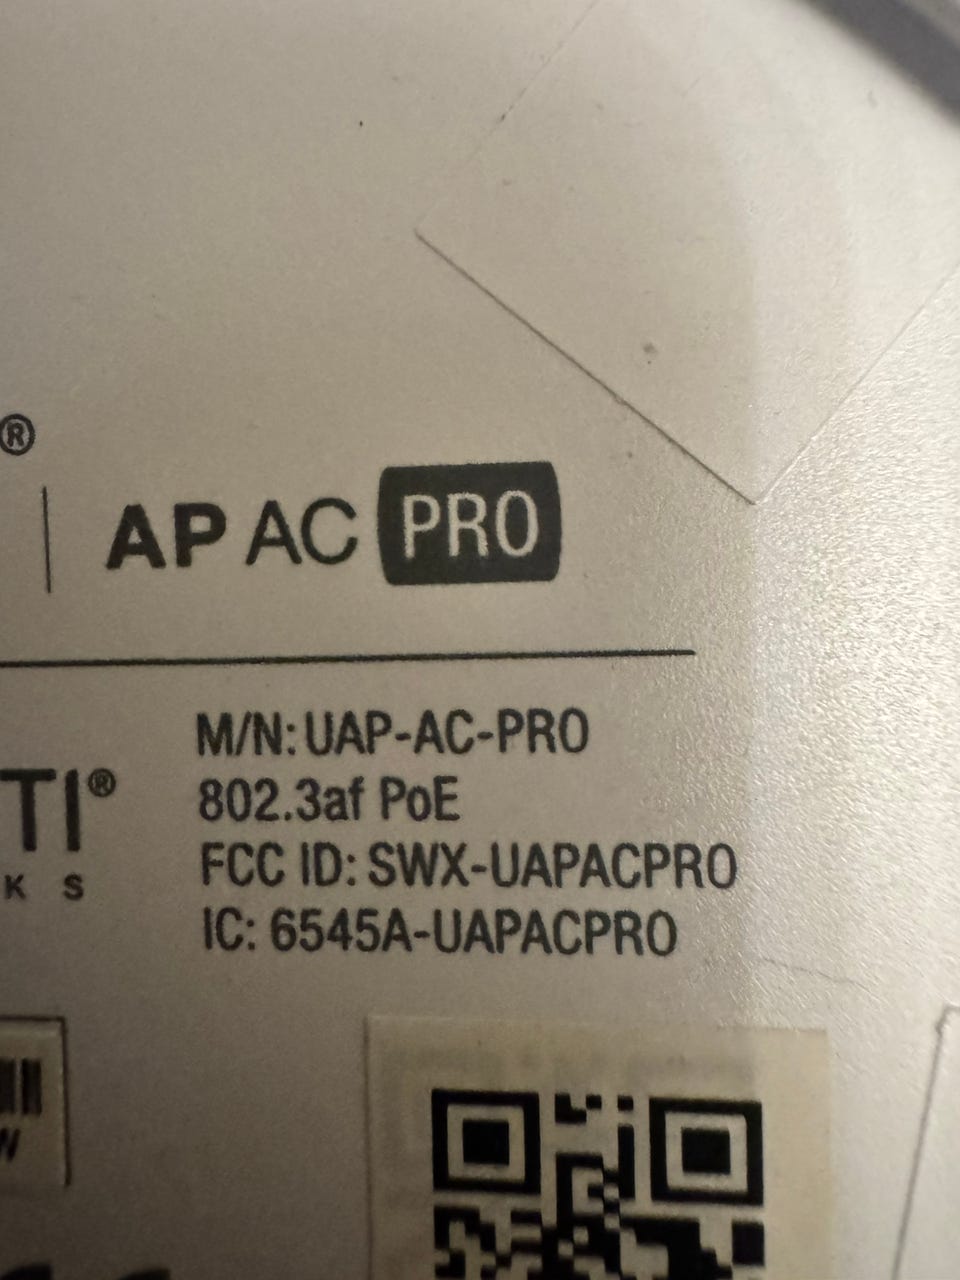 ®
AP AC PRO
M/N: UAP-AC-PRO
802.3af PoE
TI®
FCC ID: SWX-UAPACPRO
K S
IC: 6545A-UAPACPRO
W